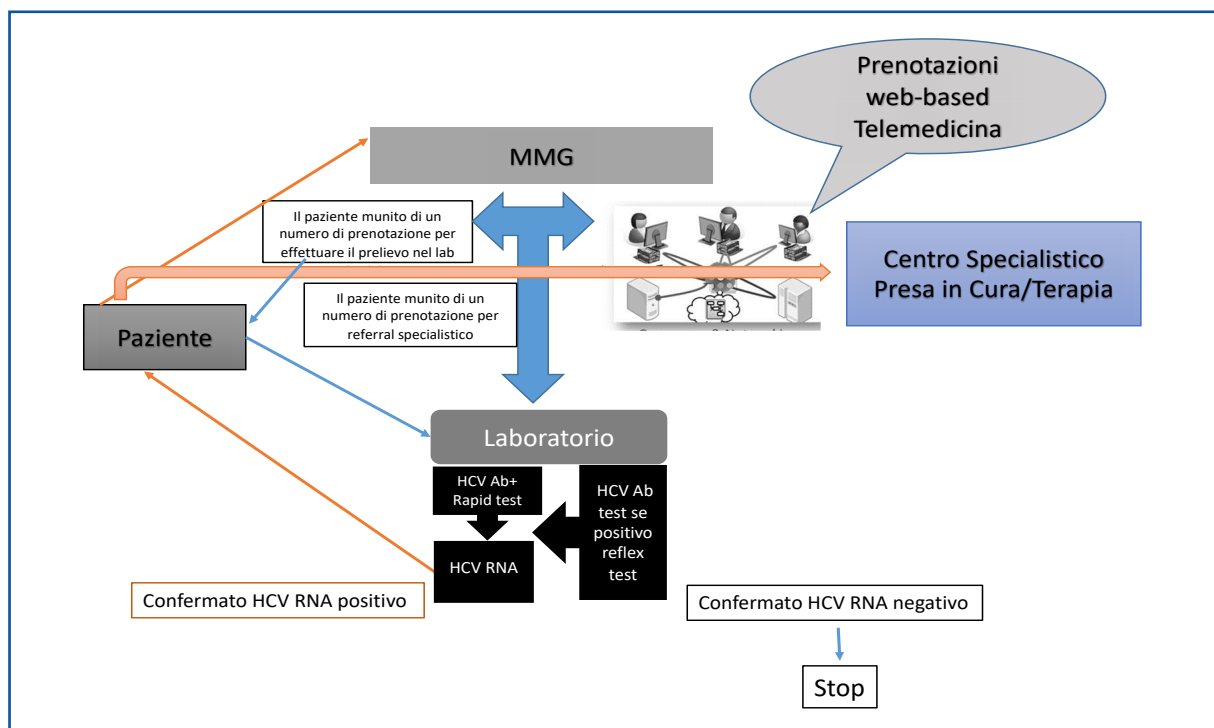 Prenotazioni
web-based
Telemedicina
MMG
Il paziente munito di un
numero di prenotazione per
effettuare il prelievo nel lab
Centro Specialistico
Presa in Cura/Terapia
Il paziente munito di un
numero di prenotazione per
referral specialistico
Paziente
Laboratorio
HCV Ab+
Rapid test
HCV Ab
test se
positivo
reflex
test
HCV RNA
Confermato HCV RNA positivo
Confermato HCV RNA negativo
Stop